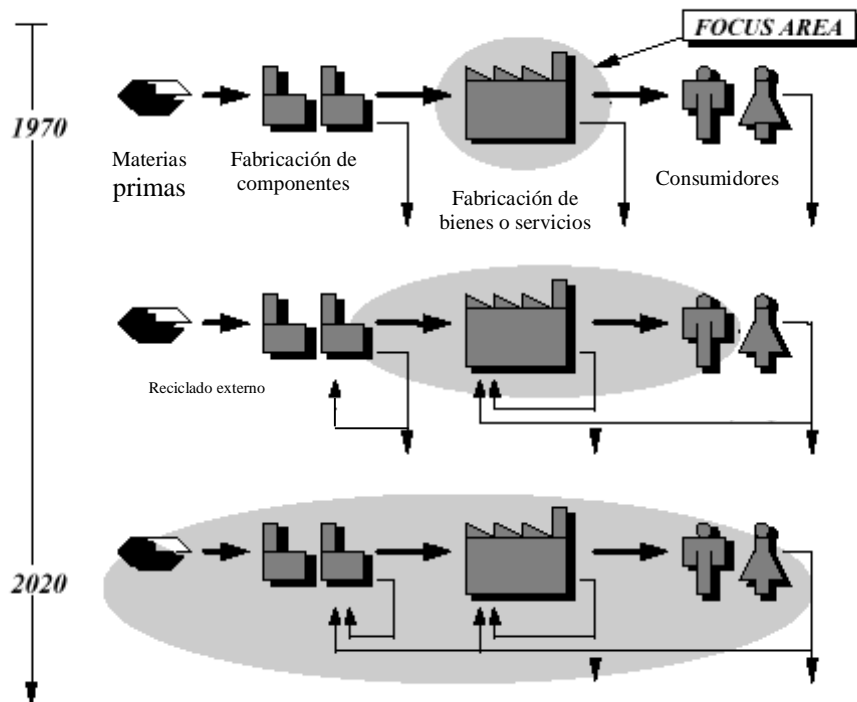 FOCUS AREA
1970
Materias
primas
Fabricación de
componentes
Fabricación de
bienes o servicios
Consumidores
Reciclado externo
2020